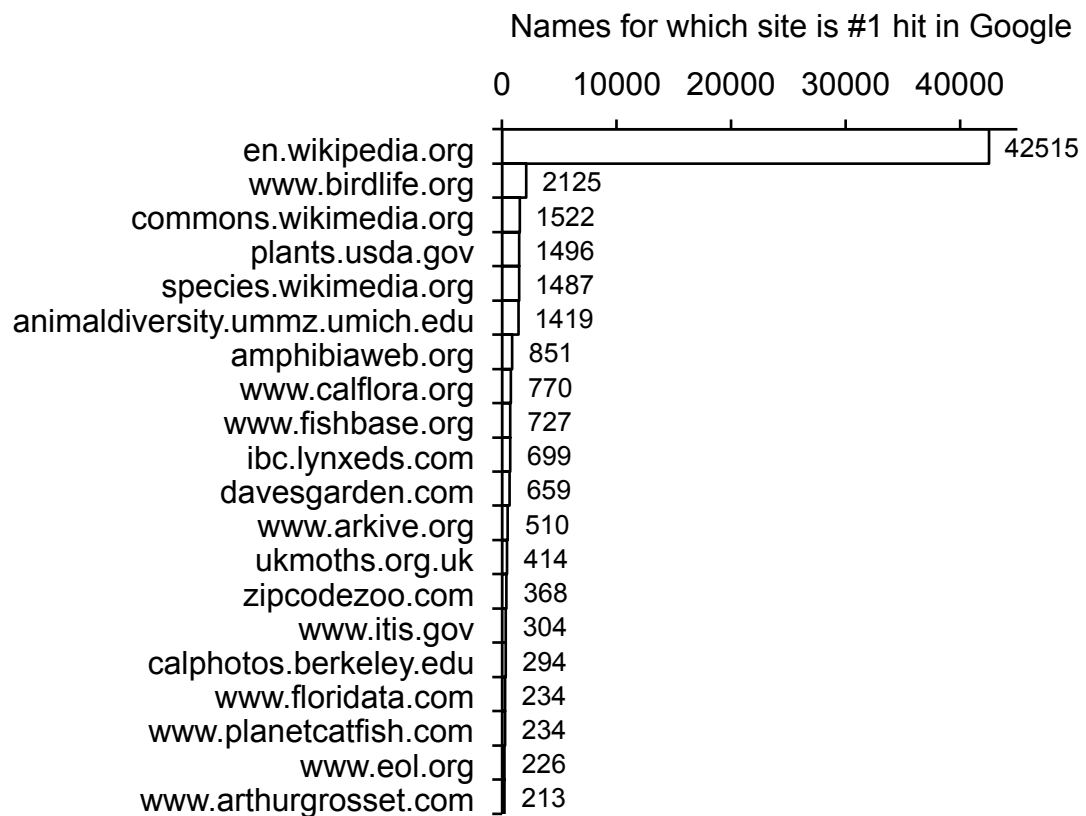 Names for which site is #1 hit in Google
0 10000 20000 30000 40000
en.wikipedia.org 42515
www.birdlife.org 2125
commons.wikimedia.org 1522
plants.usda.gov 1496
species.wikimedia.org 1487
animaldiversity.ummz.umich.edu 1419
amphibiaweb.org 851
www.calflora.org 770
www.fishbase.org 727
ibc.lynxeds.com 699
davesgarden.com 659
www.arkive.org 510
ukmoths.org.uk 414
zipcodezoo.com 368
www.itis.gov 304
calphotos.berkeley.edu 294
www.floridata.com 234
www.planetcatfish.com 234
www.eol.org 226
www.arthurgrosset.com 213